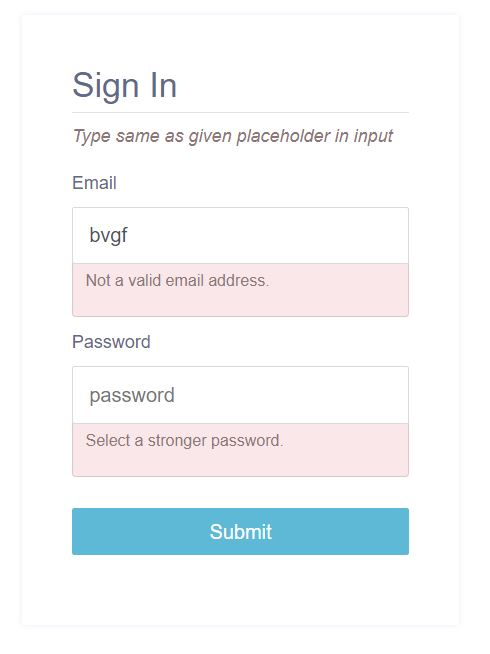 Sign In
Type same as given placeholder in input
Email
bvgf
Not a valid email address.
Password
password
Select a stronger password.
Submit